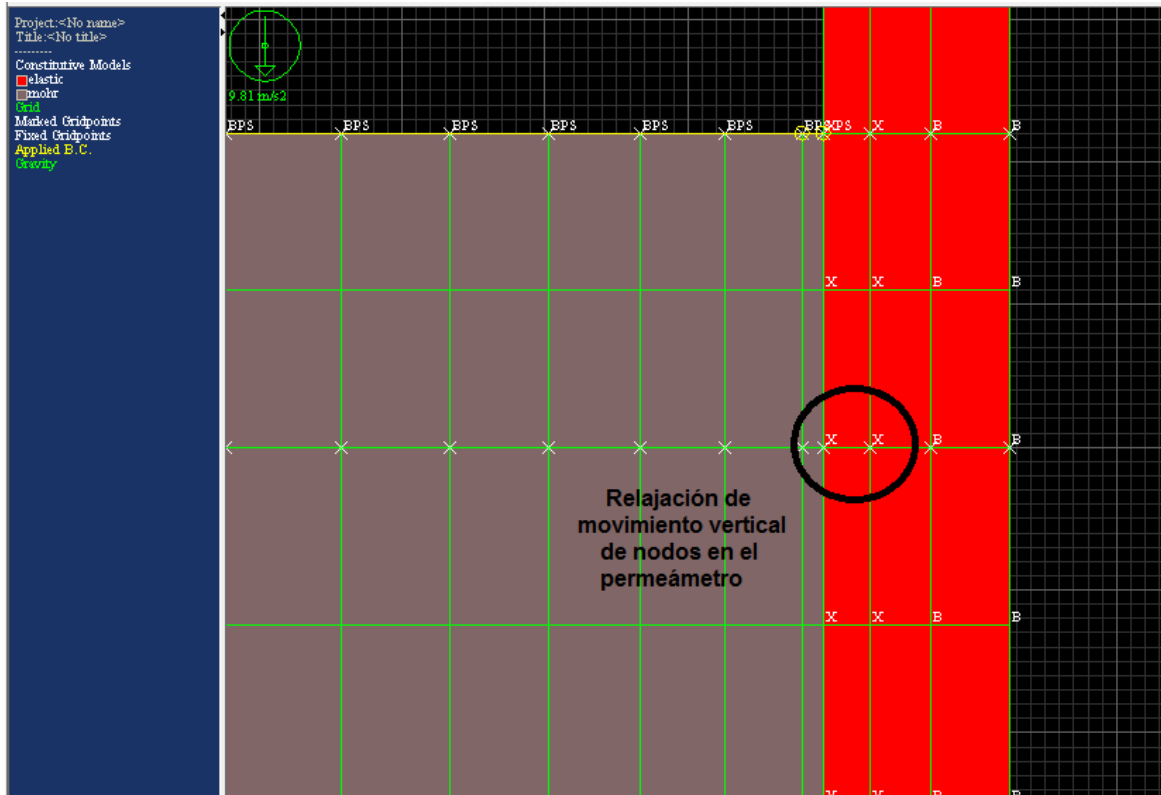 Project:<No name>
Title:<No title>
----------
Constitutive Models
elastic
mohr
Grid
Marked Gridpoints
Fixed Gridpoints
Applied B.C.
Gravity
9.81 m/s2
BPS BPS BPS BPS BPS BPS BPS XPS X B B
X X B B
X X B B
Relajación de
movimiento vertical
de nodos en el
permeámetro
X X B B
X X B B